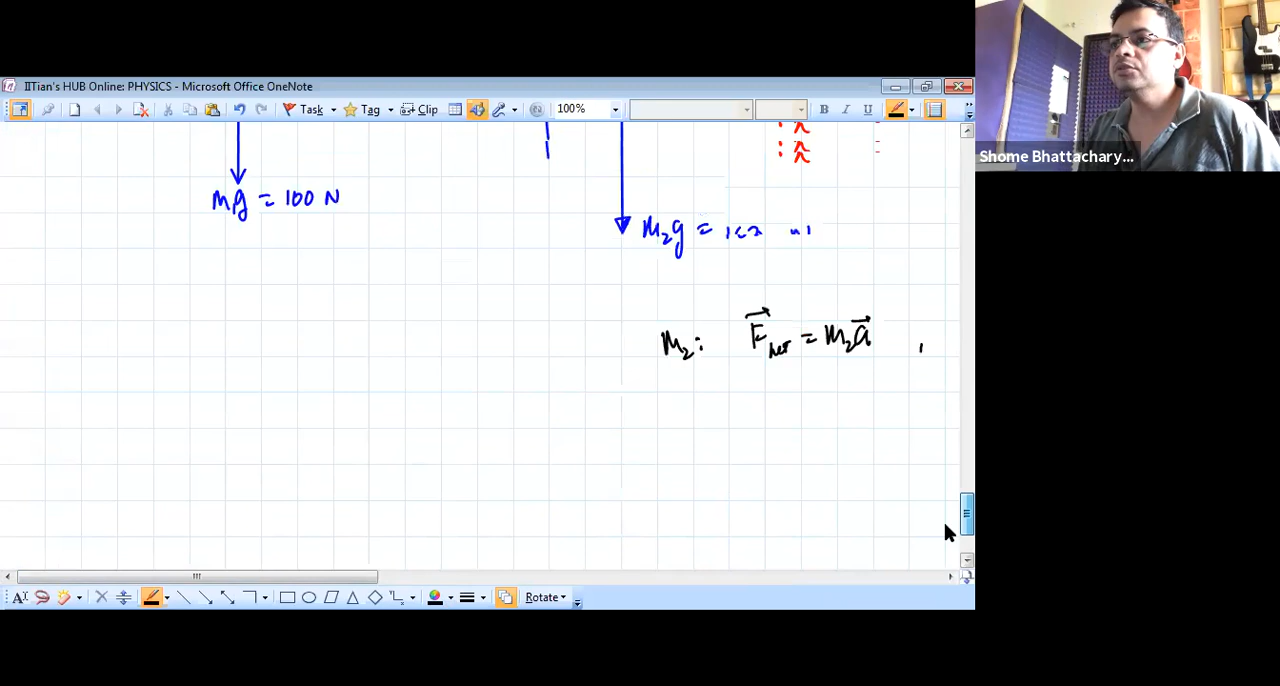 IITian's HUB Online: PHYSICS - Microsoft Office OneNote
Task Tag Clip 100% B I U
mg = 100 N
m₂g =
m₂: F⃗net = m₂a⃗
Rotate
Shome Bhattachary...